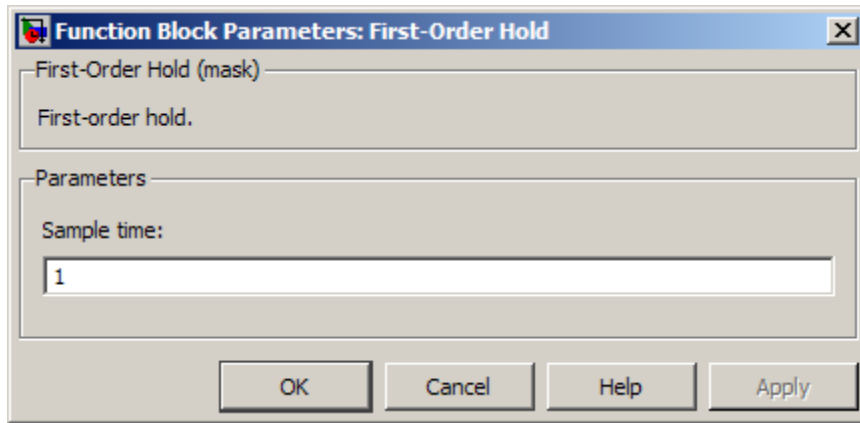 Function Block Parameters: First-Order Hold
First-Order Hold (mask)
First-order hold.
Parameters
Sample time:
1
OK Cancel Help Apply